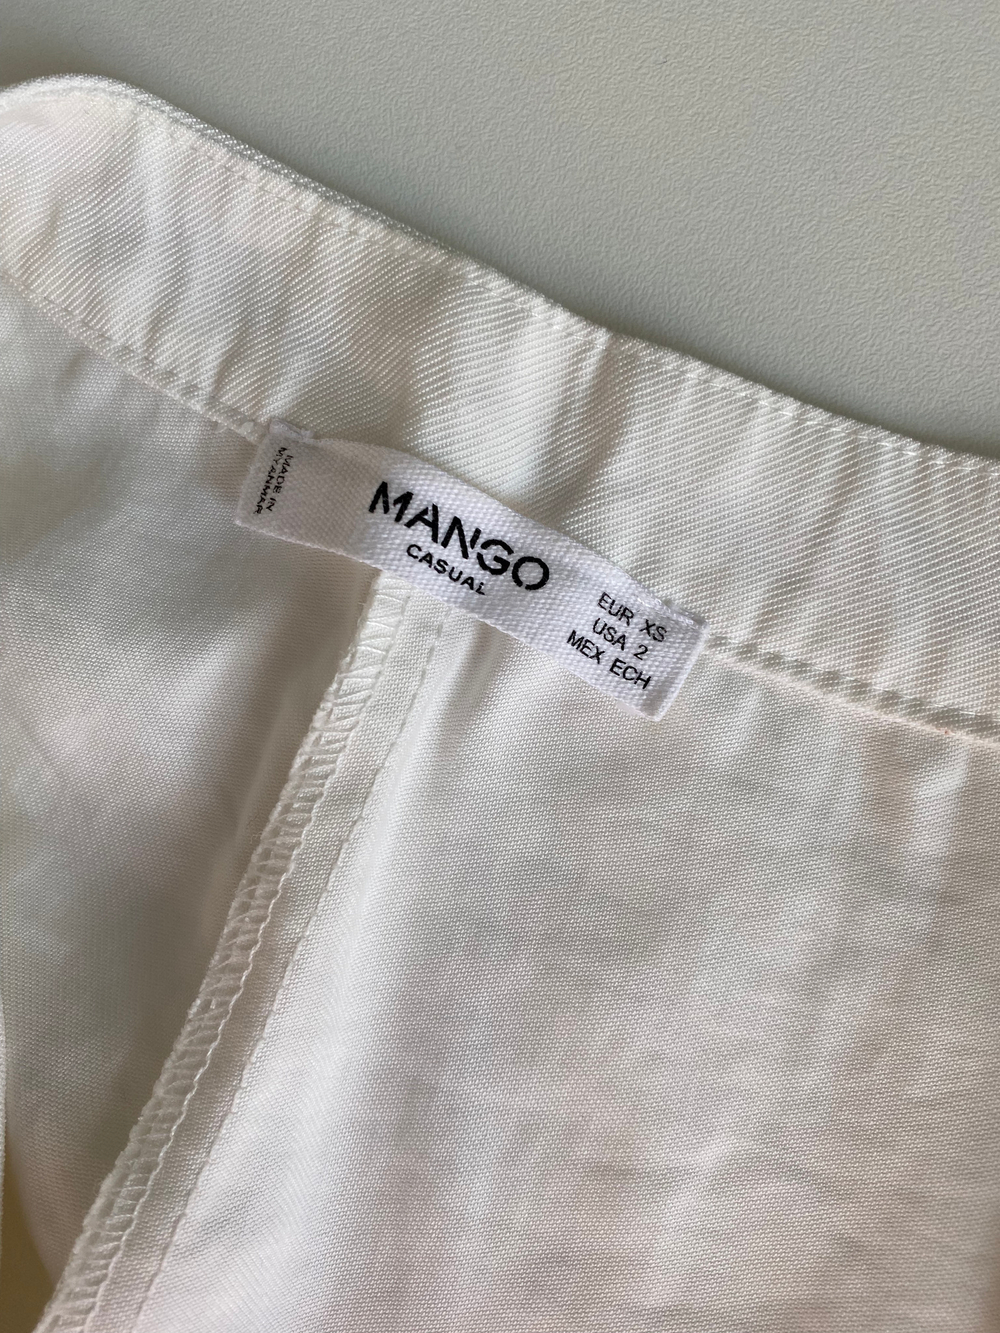 MADE IN
MYANMAR
MANGO
CASUAL
EUR XS
USA 2
MEX ECH